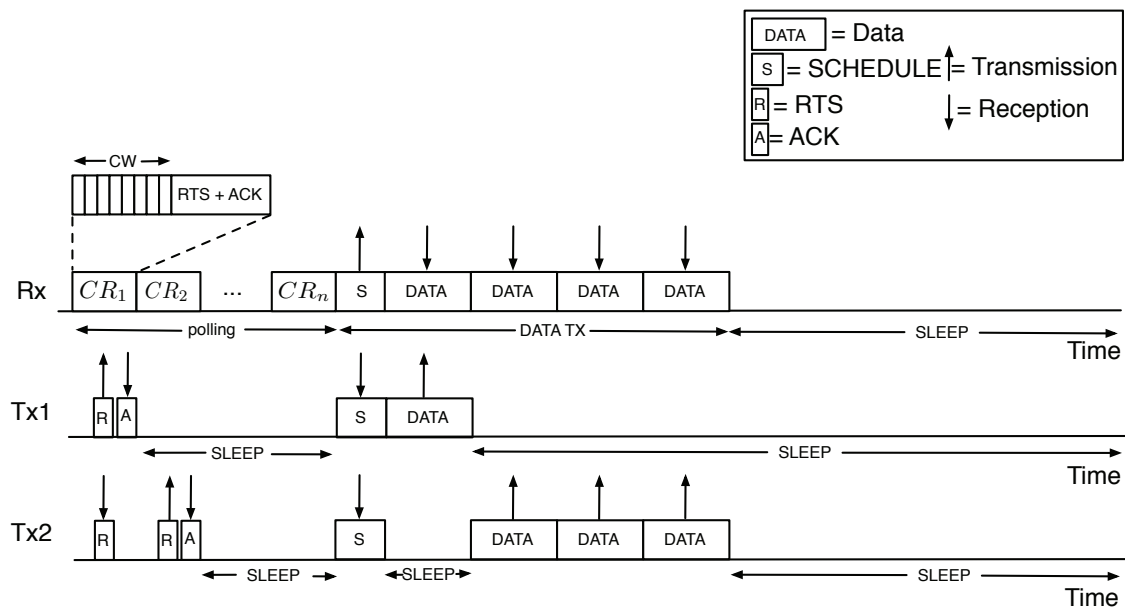 DATA = Data
S = SCHEDULE = Transmission
R = RTS = Reception
A = ACK
CW
RTS + ACK
Rx CR1 CR2 ... CRn S DATA DATA DATA DATA
polling DATA TX SLEEP
Time
Tx1 R A S DATA
SLEEP SLEEP
Time
Tx2 R R A S DATA DATA DATA
SLEEP SLEEP SLEEP
Time